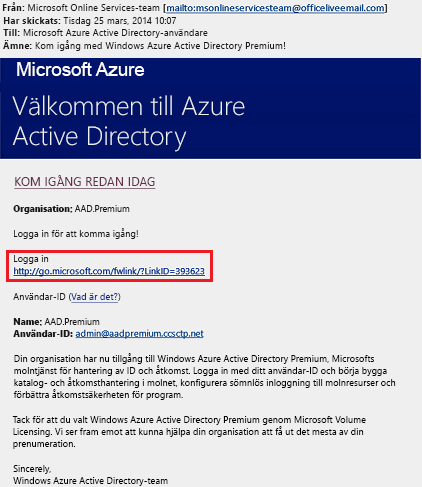 Från: Microsoft Online Services-team [mailto:msonlineservicesteam@officeliveemail.com]
Har skickats: Tisdag 25 mars, 2014 10:07
Till: Microsoft Azure Active Directory-användare
Ämne: Kom igång med Windows Azure Active Directory Premium!
Microsoft Azure
Välkommen till Azure
Active Directory
KOM IGÅNG REDAN IDAG
Organisation; AAD.Premium
Logga in för att komma igång!
Logga in
http://go.microsoft.com/fwlink/?LinkID=393623
Användar-ID (Vad är det?)
Name; AAD.Premium
Användar-ID: admin@aadpremium.ccsctp.net
Din organisation har nu tillgång till Windows Azure Active Directory Premium, Microsofts
molntjänst för hantering av ID och åtkomst. Logga in med ditt användar-ID och börja bygga
katalog- och åtkomsthantering i molnet, konfigurera sömnlös inloggning till molnresurser och
förbättra åtkomstssäkerheten för program.
Tack för att du valt Windows Azure Active Directory Premium genom Microsoft Volume
Licensing. Vi ser fram emot att kunna hjälpa din organisation att få ut det mesta av din
prenumeration.
Sincerely,
Windows Azure Active Directory-team